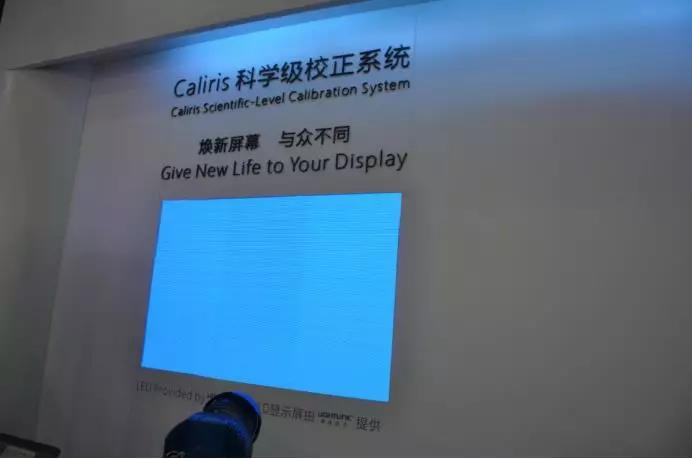 Caliris 科学级校正系统
Caliris Scientific-Level Calibration System
焕新屏幕 与众不同
Give New Life to Your Display
LED Provided by
D显示屏由 LIGHTLINK 提供